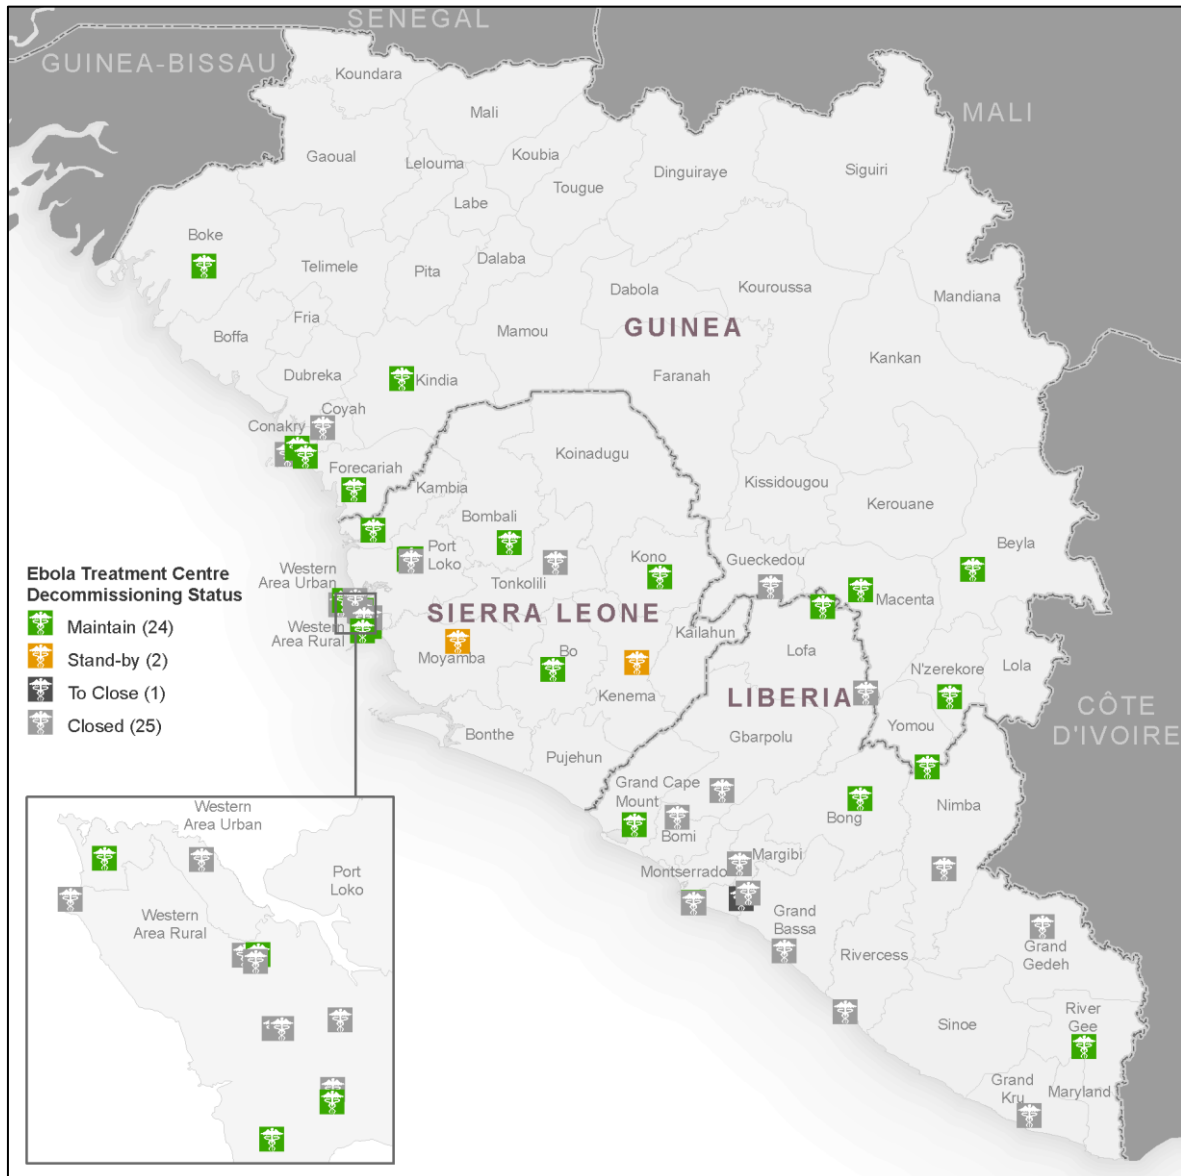 SENEGAL
GUINEA-BISSAU
MALI
Koundara
Mali
Gaoual
Lelouma
Koubia
Tougue
Dinguiraye
Siguiri
Labe
Boke
Telimele
Pita
Dalaba
Dabola
Kouroussa
Mandiana
Fria
Boffa
Mamou
GUINEA
Kankan
Dubreka
Kindia
Faranah
Coyah
Conakry
Koinadugu
Forecariah
Kambia
Kissidougou
Kerouane
Bombali
Beyla
Port
Loko
Kono
Gueckedou
Tonkolili
Macenta
Western
Area Urban
SIERRA LEONE
Western
Area Rural
Kailahun
Moyamba
Bo
Lofa
N'zerekore
Lola
Kenema
LIBERIA
CÔTE
D'IVOIRE
Yomou
Bonthe
Gbarpolu
Pujehun
Grand Cape
Mount
Nimba
Bong
Bomi
Margibi
Montserrado
Grand
Bassa
Rivercess
Grand
Gedeh
River
Gee
Sinoe
Grand
Kru
Maryland
Ebola Treatment Centre
Decommissioning Status
Maintain (24)
Stand-by (2)
To Close (1)
Closed (25)
Western
Area Urban
Port
Loko
Western
Area Rural